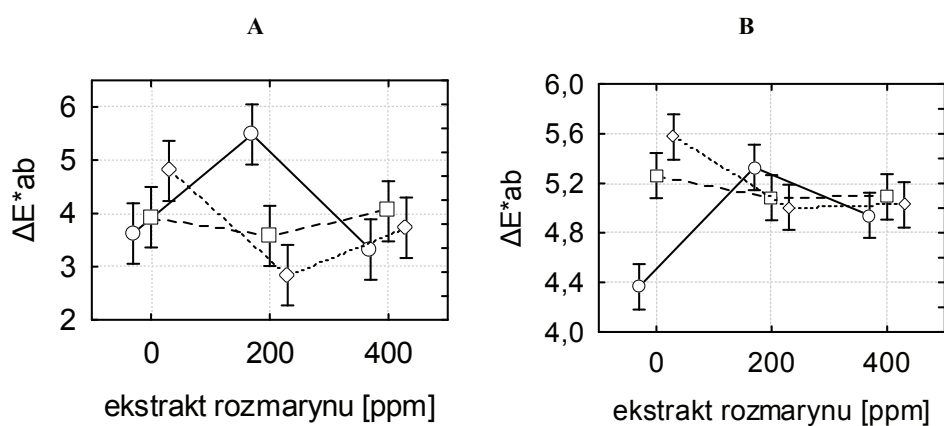 A
B
ΔE*ab
6
5
4
3
2
0 200 400
ekstrakt rozmarynu [ppm]
ΔE*ab
6,0
5,6
5,2
4,8
4,4
4,0
0 200 400
ekstrakt rozmarynu [ppm]